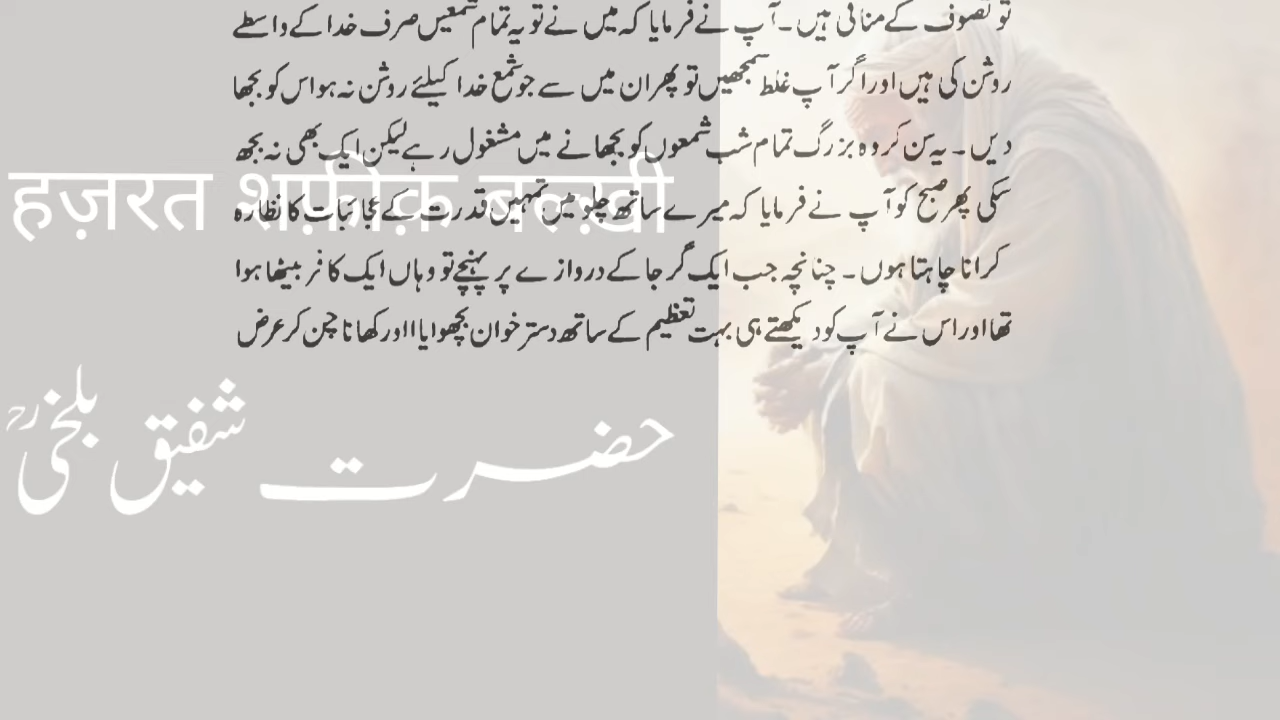 تو تصوف کے منافی ہیں۔ آپ نے فرمایا کہ میں نے تو یہ تمام شمعیں صرف خدا کے واسطے
روشن کی ہیں اور اگر آپ غلط سمجھیں تو پھر ان میں سے جو شمع خدا کیلئے روشن نہ ہو اس کو بجھا
دیں۔ یہ سن کر وہ بزرگ تمام شب شمعوں کو بجھانے میں مشغول رہے لیکن ایک بھی نہ بجھ
سکی پھر صبح کو آپ نے فرمایا کہ میرے ساتھ چلو میں تمہیں قدرت کے عجائبات کا نظارہ
کرانا چاہتا ہوں۔ چنانچہ جب ایک گرجا کے دروازے پر پہنچے تو وہاں ایک کافر بیٹھا ہوا
تھا اور اس نے آپ کو دیکھتے ہی بہت تعظیم کے ساتھ دستر خوان بچھوایا اور کھانا چن کر عرض
हज़रत शफ़ीक़ बल्ख़ी
حضرت شفیق بلخیؒ